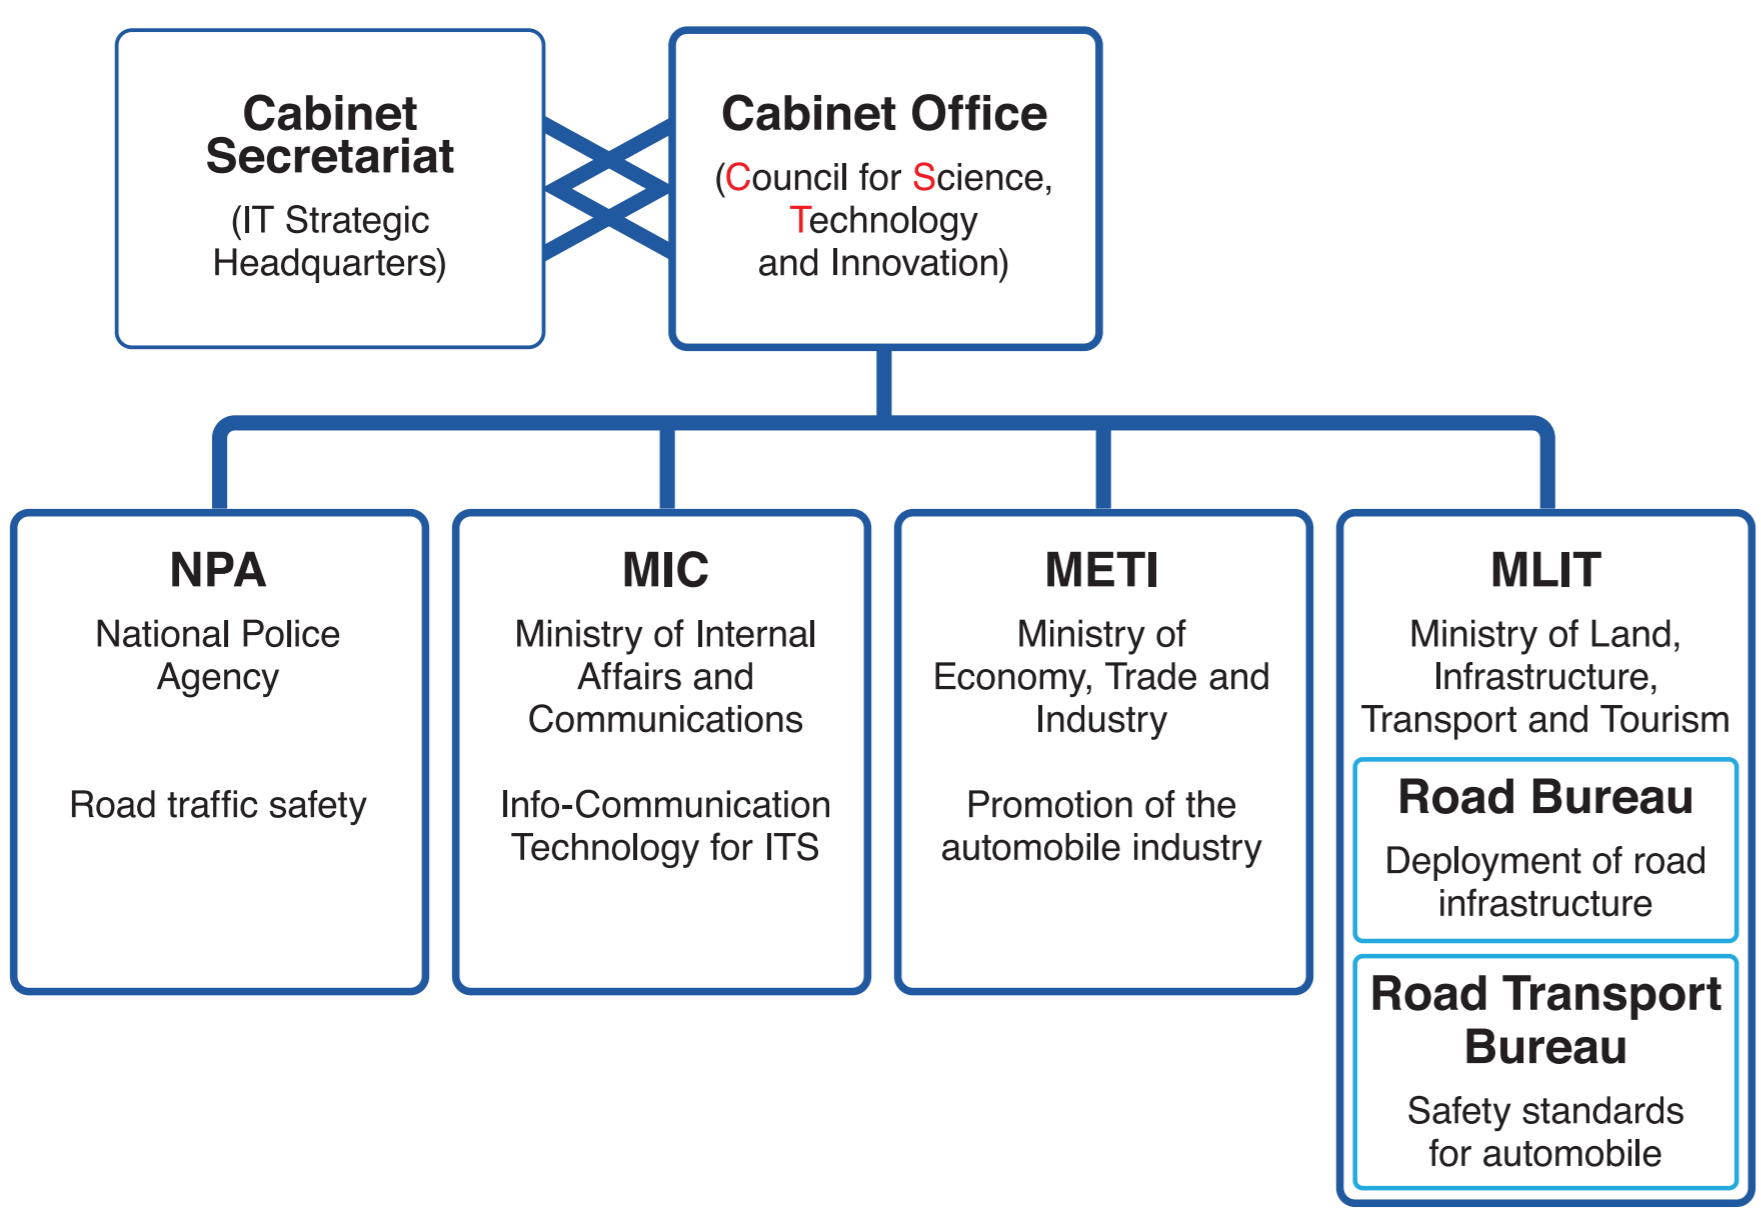 Cabinet
Secretariat
(IT Strategic
Headquarters)
Cabinet Office
(Council for Science,
Technology
and Innovation)
NPA
National Police
Agency
Road traffic safety
MIC
Ministry of Internal
Affairs and
Communications
Info-Communication
Technology for ITS
METI
Ministry of
Economy, Trade and
Industry
Promotion of the
automobile industry
MLIT
Ministry of Land,
Infrastructure,
Transport and Tourism
Road Bureau
Deployment of road
infrastructure
Road Transport
Bureau
Safety standards
for automobile